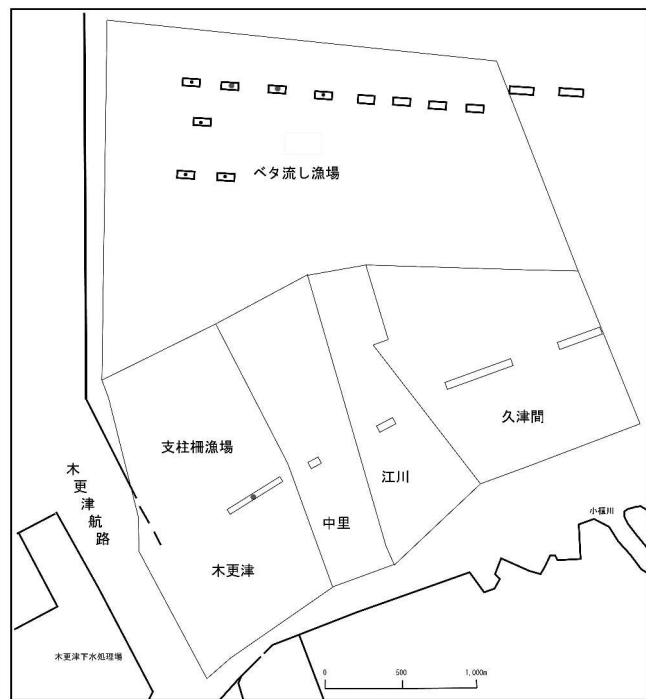 ベタ流し漁場
支柱柵漁場
久津間
江川
中里
木更津
木更津航路
小櫃川
木更津下水処理場
0 500 1,000m